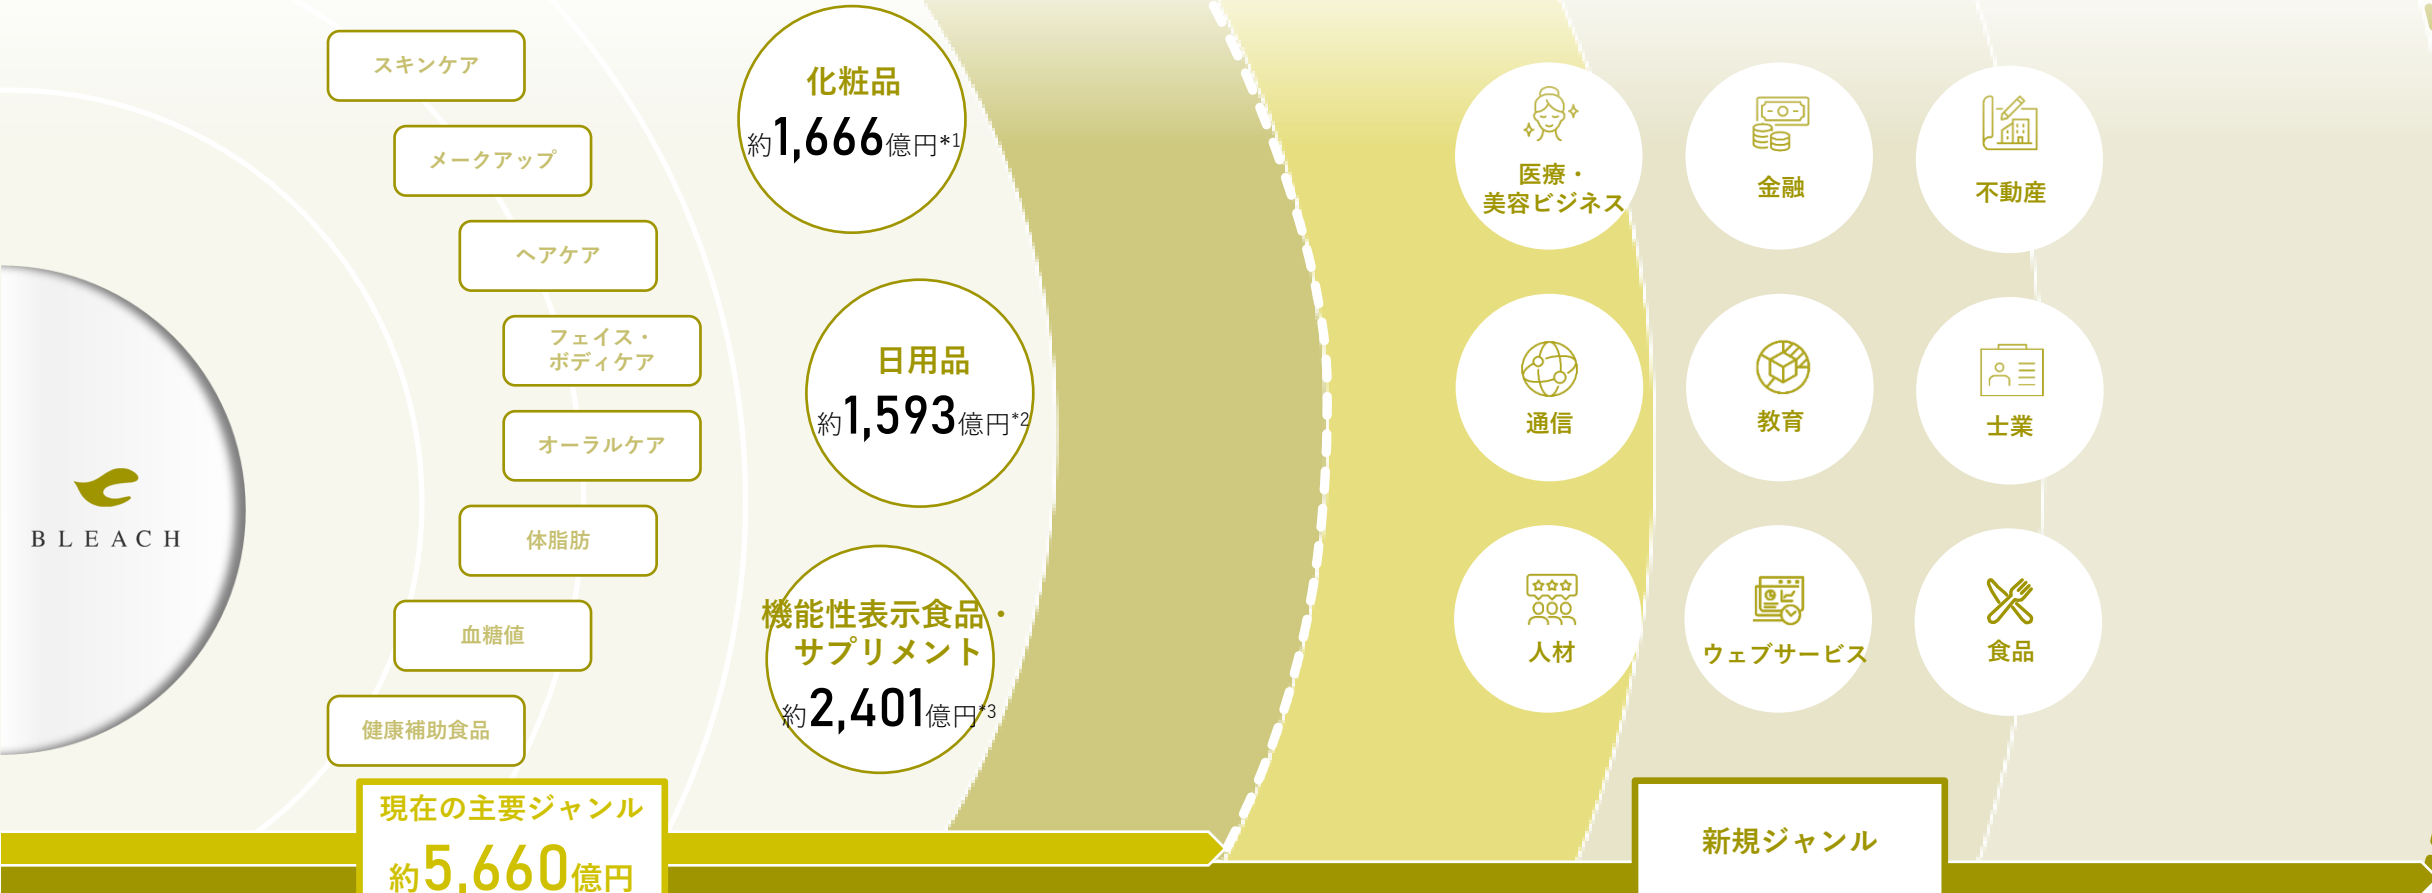 スキンケア
メークアップ
ヘアケア
フェイス・
ボディケア
オーラルケア
体脂肪
血糖値
健康補助食品
BLEACH
化粧品
約1,666億円*1
日用品
約1,593億円*2
機能性表示食品・
サプリメント
約2,401億円*3
医療・
美容ビジネス
金融
不動産
通信
教育
士業
人材
ウェブサービス
食品
現在の主要ジャンル
約5,660億円
新規ジャンル